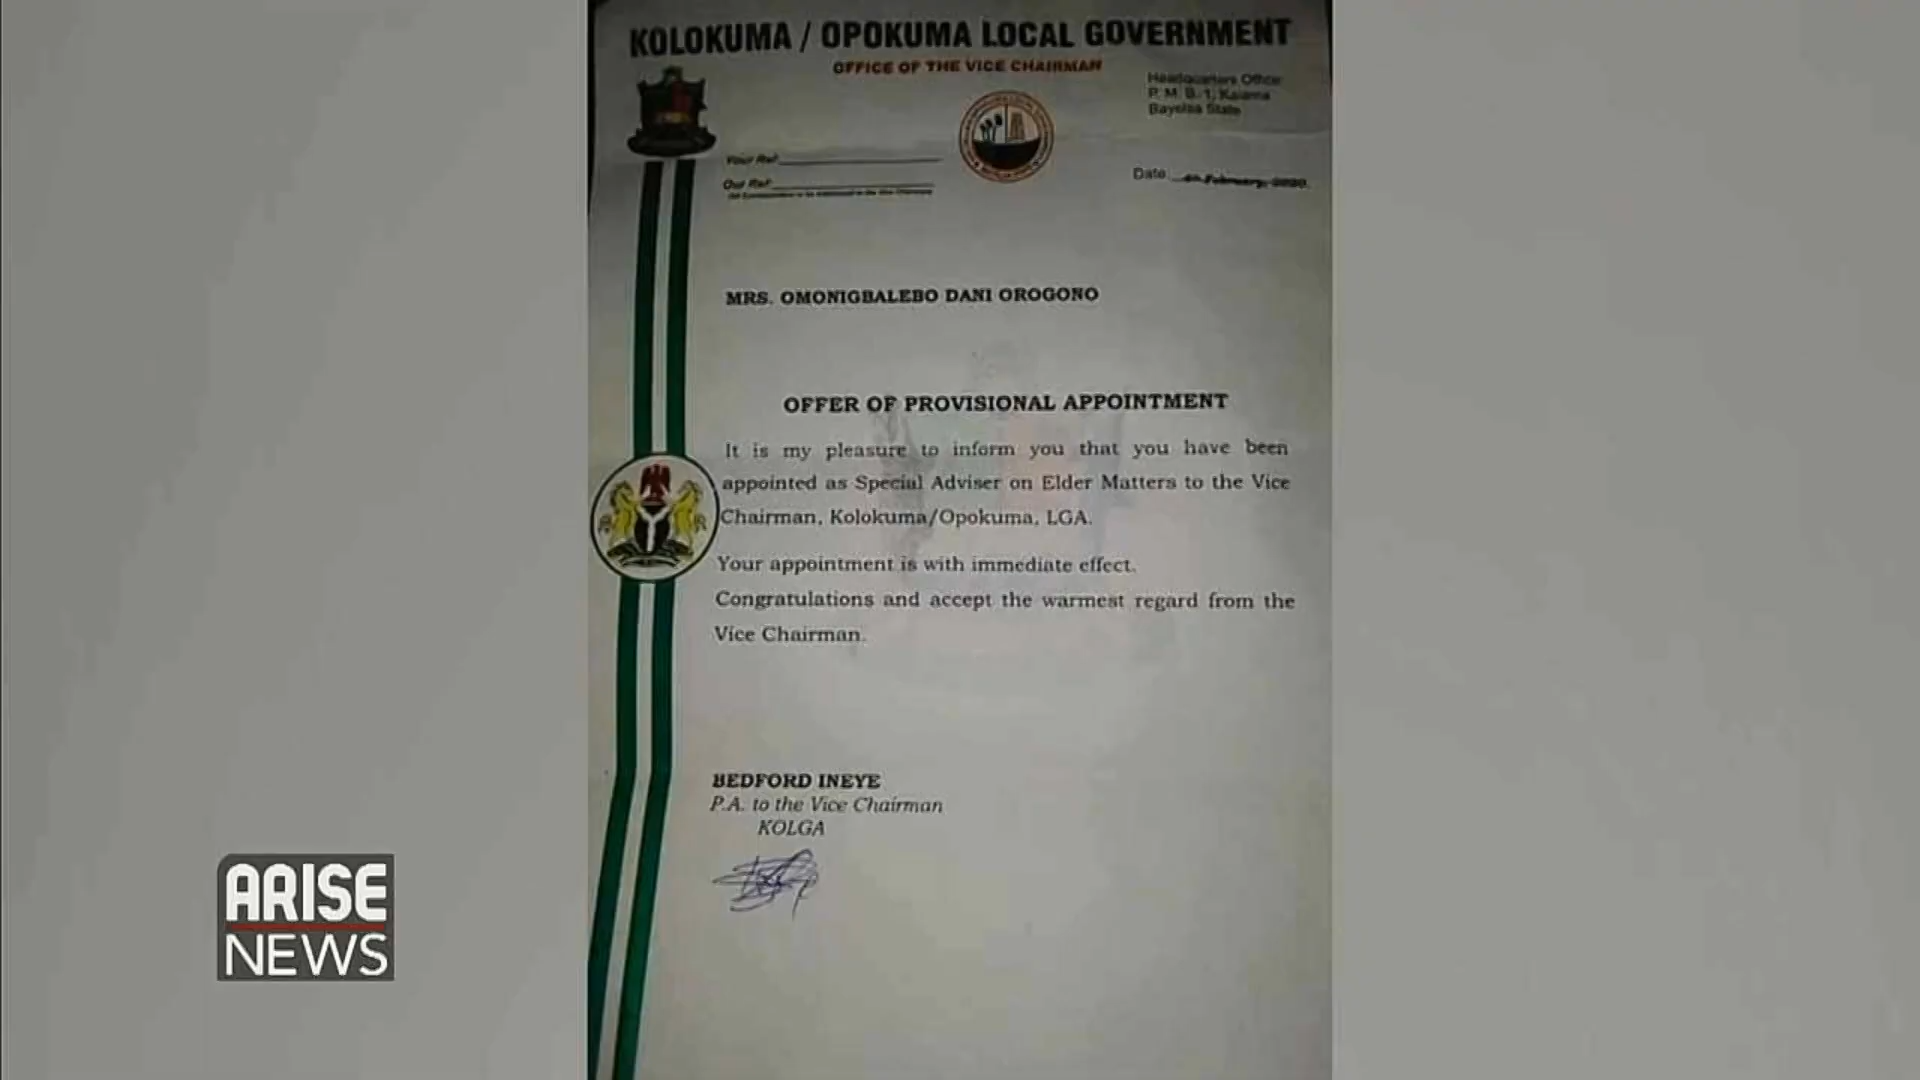 KOLOKUMA / OPOKUMA LOCAL GOVERNMENT
OFFICE OF THE VICE CHAIRMAN
Headquarters Office
P. M. B. 1, Kaiama
Bayelsa State
Your Ref:
Our Ref:
Date: 4th February, 2020.
MRS. OMONIGBALEBO DANI OROGONO
OFFER OF PROVISIONAL APPOINTMENT
It is my pleasure to inform you that you have been
appointed as Special Adviser on Elder Matters to the Vice
Chairman, Kolokuma/Opokuma, LGA.
Your appointment is with immediate effect.
Congratulations and accept the warmest regard from the
Vice Chairman.
BEDFORD INEYE
P.A. to the Vice Chairman
KOLGA
ARISE
NEWS